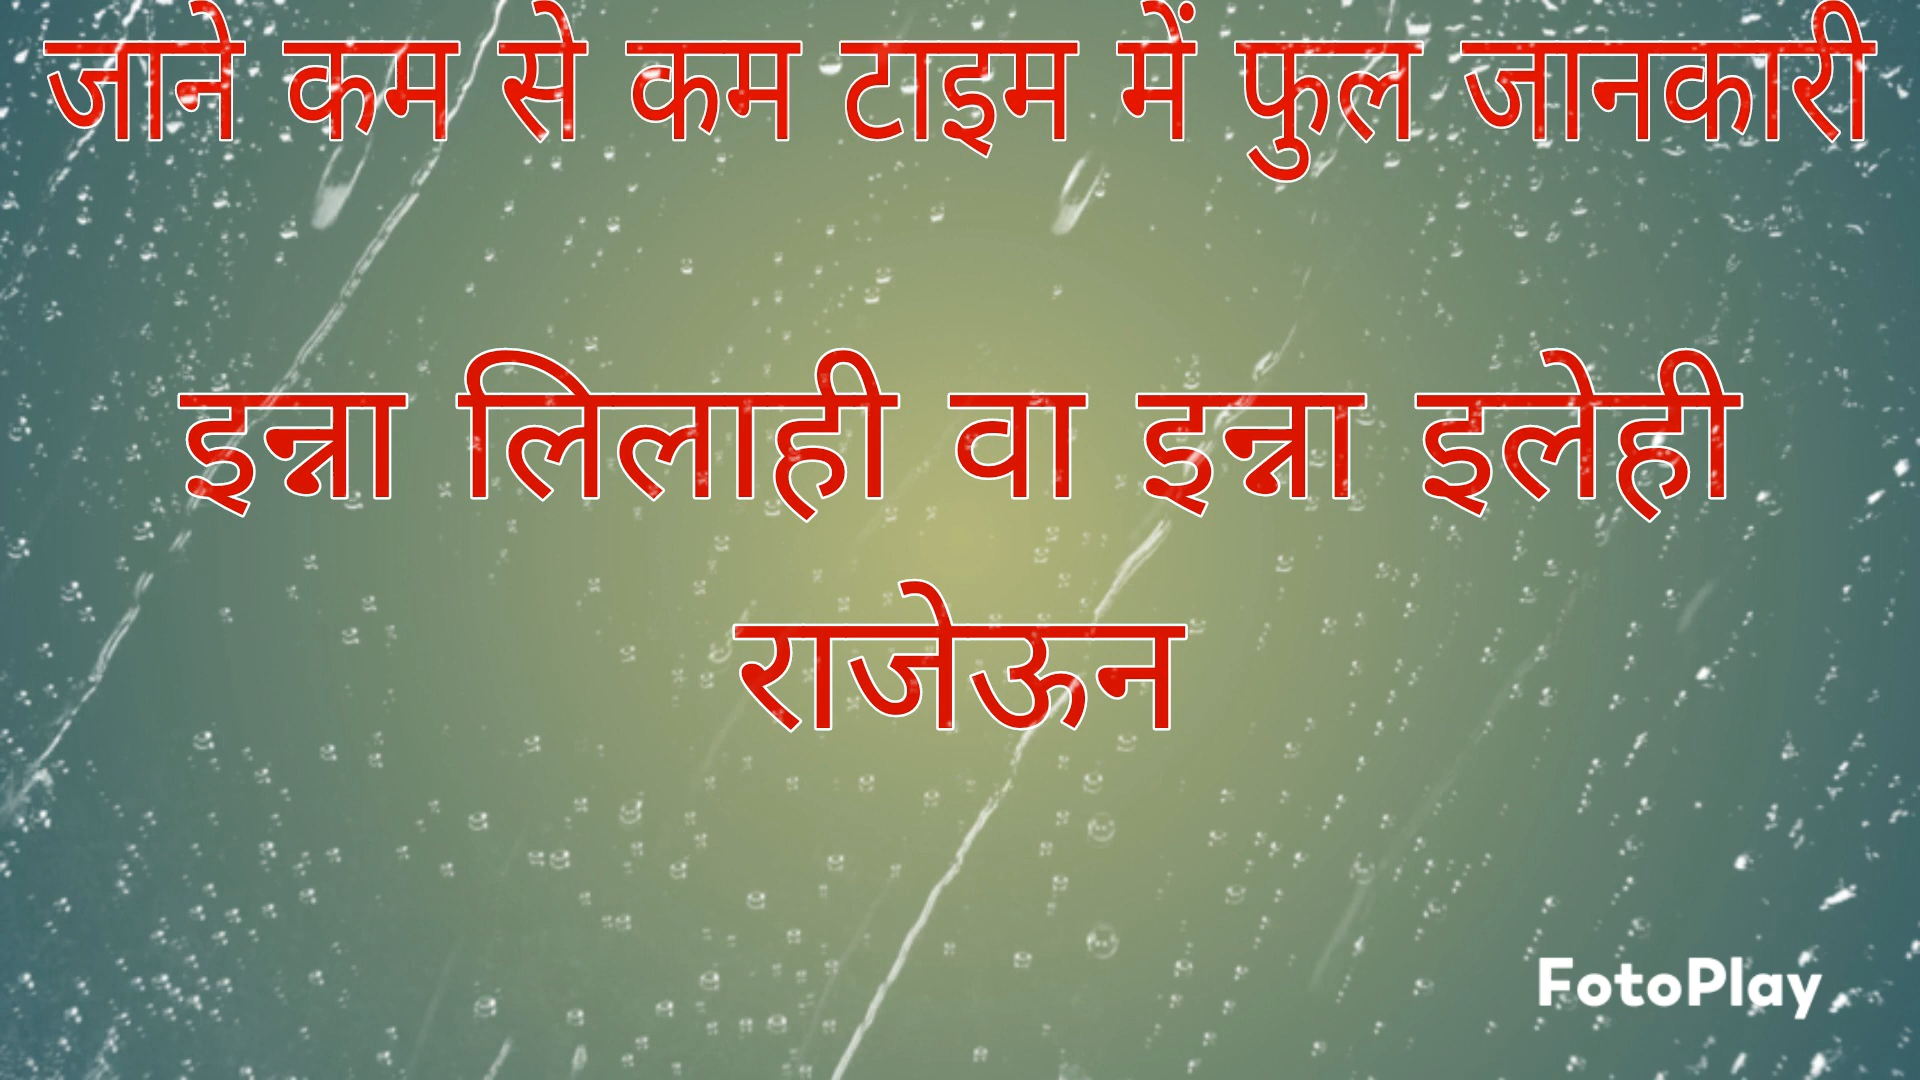 जाने कम से कम टाइम में फुल जानकारी
इन्ना लिलाही वा इन्ना इलेही
राजेऊन
FotoPlay